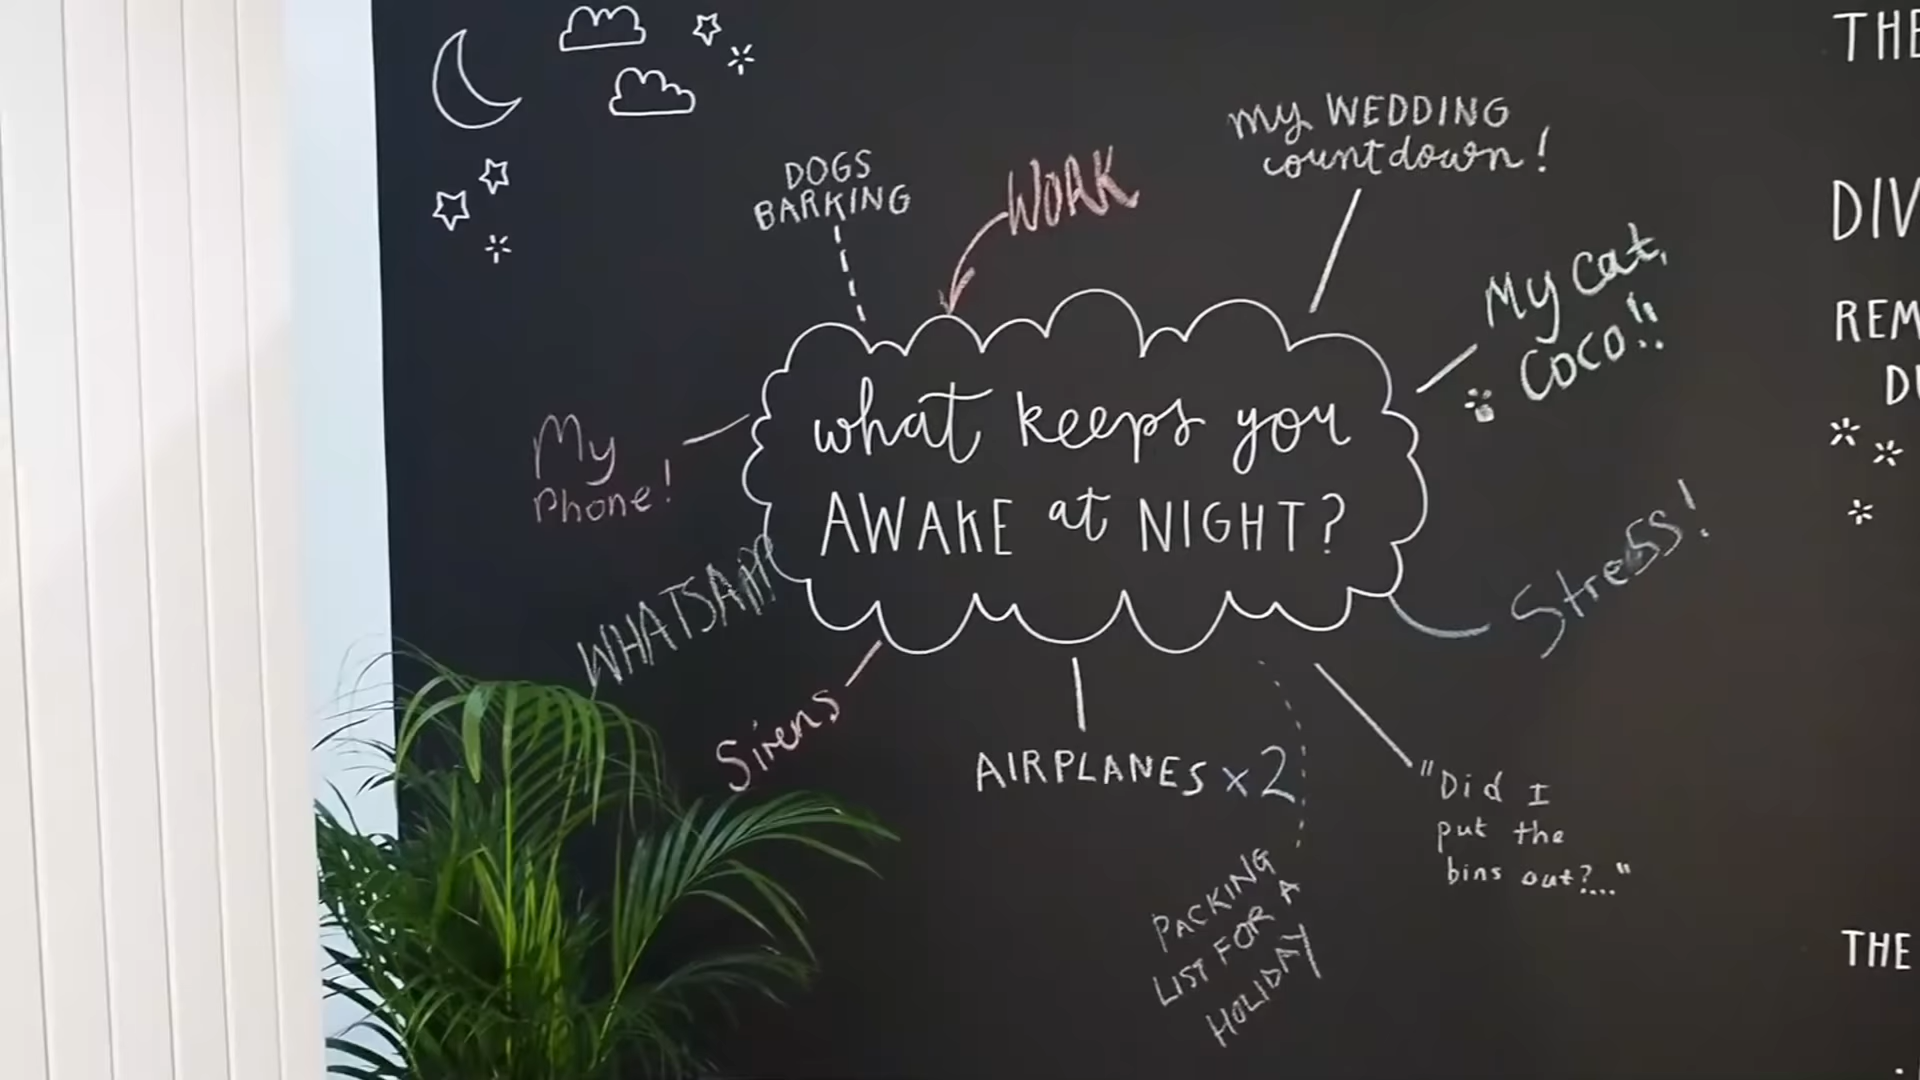 THE
my WEDDING
countdown!
DOGS
BARKING
WORK
DIV
My cat,
COCO!!
REM
what keeps you
AWAKE at NIGHT?
My
Phone!
Stress!
WHATSAPP
Sirens
AIRPLANES x2
"Did I
put the
bins out?..."
PACKING
LIST FOR A
HOLIDAY
THE